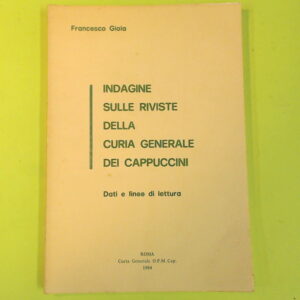 Francesco Gioia
INDAGINE
SULLE RIVISTE
DELLA
CURIA GENERALE
DEI CAPPUCCINI
Dati e linee di lettura
ROMA
Curia Generale O.F.M. Cap.
1984